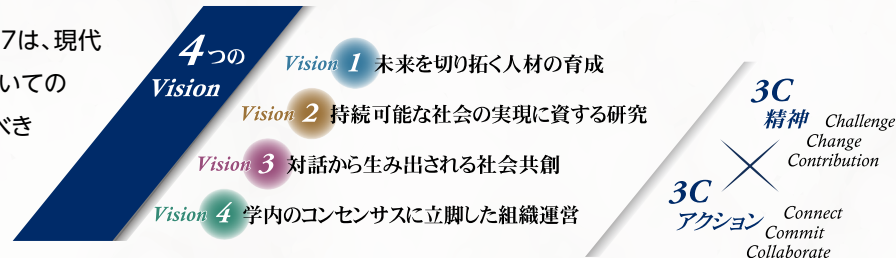 7は、現代
いての
べき
4つの
Vision
Vision 1 未来を切り拓く人材の育成
Vision 2 持続可能な社会の実現に資する研究
Vision 3 対話から生み出される社会共創
Vision 4 学内のコンセンサスに立脚した組織運営
3C
精神
Challenge
Change
Contribution
3C
アクション
Connect
Commit
Collaborate